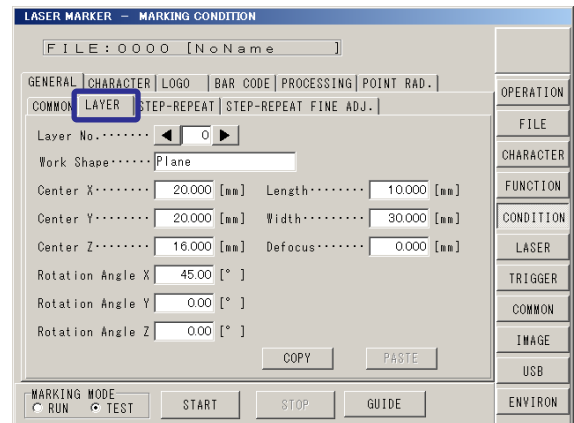 LASER MARKER － MARKING CONDITION
FILE:0000 [NoName ]
GENERAL CHARACTER LOGO BAR CODE PROCESSING POINT RAD.
COMMON LAYER STEP-REPEAT STEP-REPEAT FINE ADJ.
Layer No.······· ◀ 0 ▶
Work Shape······ Plane
Center X········ 20.000 [mm] Length········ 10.000 [mm]
Center Y········ 20.000 [mm] Width········· 30.000 [mm]
Center Z········ 16.000 [mm] Defocus······· 0.000 [mm]
Rotation Angle X 45.00 [° ]
Rotation Angle Y 0.00 [° ]
Rotation Angle Z 0.00 [° ]
COPY PASTE
MARKING MODE
RUN TEST START STOP GUIDE
OPERATION
FILE
CHARACTER
FUNCTION
CONDITION
LASER
TRIGGER
COMMON
IMAGE
USB
ENVIRON